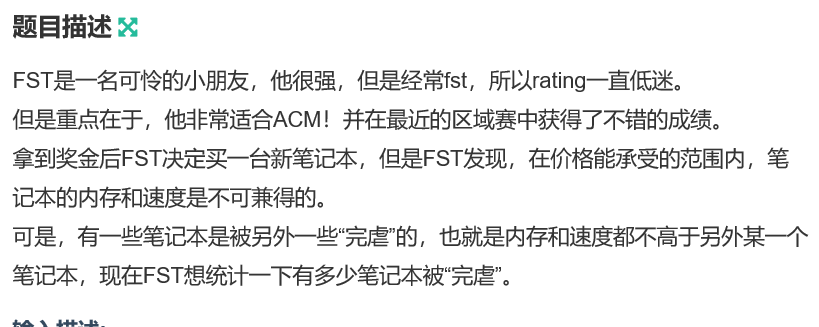 题目描述
FST是一名可怜的小朋友，他很强，但是经常fst，所以rating一直低迷。
但是重点在于，他非常适合ACM！并在最近的区域赛中获得了不错的成绩。
拿到奖金后FST决定买一台新笔记本，但是FST发现，在价格能承受的范围内，笔
记本的内存和速度是不可兼得的。
可是，有一些笔记本是被另外一些“完虐”的，也就是内存和速度都不高于另外某一个
笔记本，现在FST想统计一下有多少笔记本被“完虐”。
输入描述: